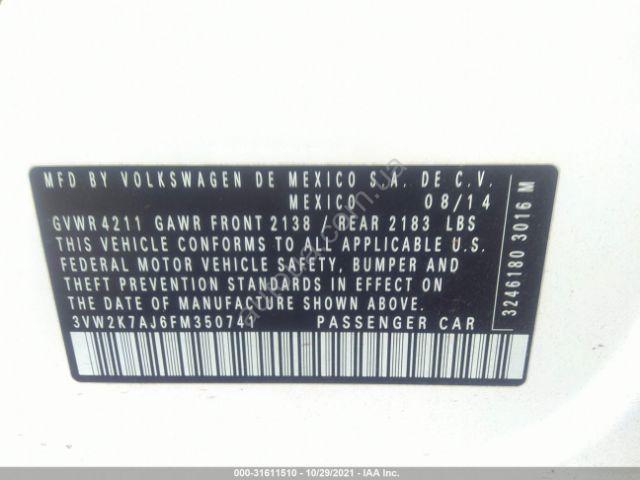 MFD BY VOLKSWAGEN DE MEXICO S.A. DE C.V.
MEXICO 08/14
GVWR 4211 GAWR FRONT 2138 / REAR 2183 LBS
THIS VEHICLE CONFORMS TO ALL APPLICABLE U.S.
FEDERAL MOTOR VEHICLE SAFETY, BUMPER AND
THEFT PREVENTION STANDARDS IN EFFECT ON
THE DATE OF MANUFACTURE SHOWN ABOVE.
3VW2K7AJ6FM350741 PASSENGER CAR
3246180 3016 M
000-31611510 - 10/29/2021 - IAA Inc.